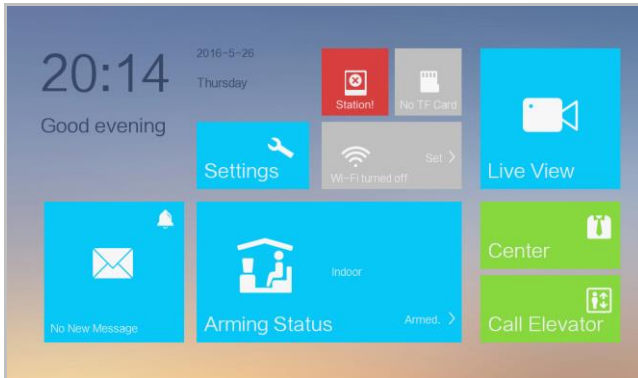 20:14
2016-5-26
Thursday
Good evening
Station!
No TF Card
Settings
Wi-Fi turned off
Set >
Live View
No New Message
Indoor
Arming Status
Armed. >
Center
Call Elevator